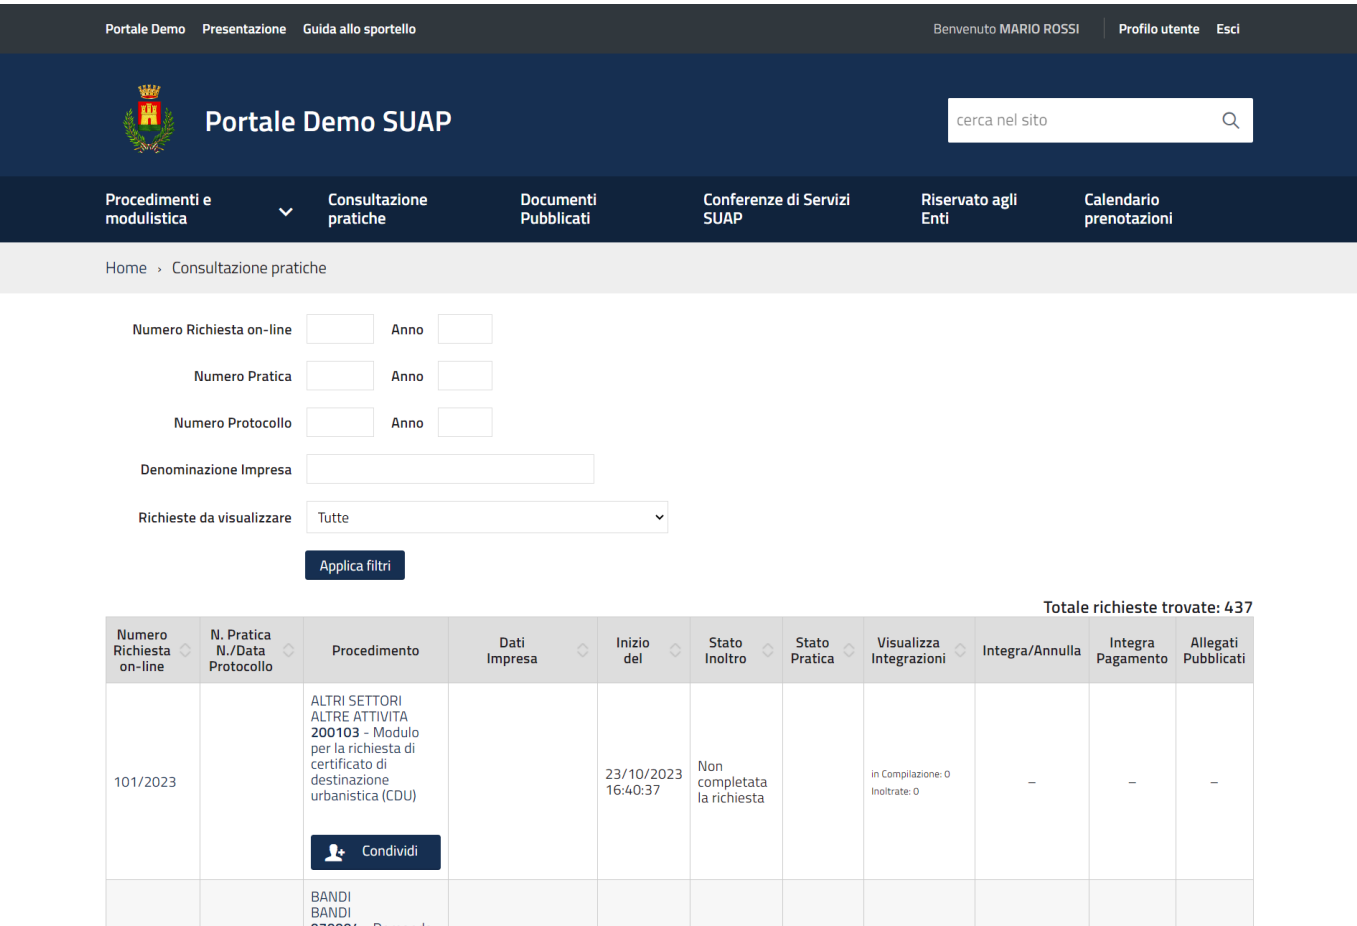 Portale Demo Presentazione Guida allo sportello Benvenuto MARIO ROSSI Profilo utente Esci
Portale Demo SUAP
cerca nel sito
Procedimenti e modulistica
Consultazione pratiche
Documenti Pubblicati
Conferenze di Servizi SUAP
Riservato agli Enti
Calendario prenotazioni
Home › Consultazione pratiche
Numero Richiesta on-line Anno
Numero Pratica Anno
Numero Protocollo Anno
Denominazione Impresa
Richieste da visualizzare Tutte
Applica filtri
Totale richieste trovate: 437
Numero Richiesta on-line
N. Pratica N./Data Protocollo
Procedimento
Dati Impresa
Inizio del
Stato Inoltro
Stato Pratica
Visualizza Integrazioni
Integra/Annulla
Integra Pagamento
Allegati Pubblicati
101/2023
ALTRI SETTORI
ALTRE ATTIVITA
200103 - Modulo
per la richiesta di
certificato di
destinazione
urbanistica (CDU)
Condividi
23/10/2023
16:40:37
Non
completata
la richiesta
in Compilazione: 0
Inoltrate: 0
–
–
–
BANDI
BANDI